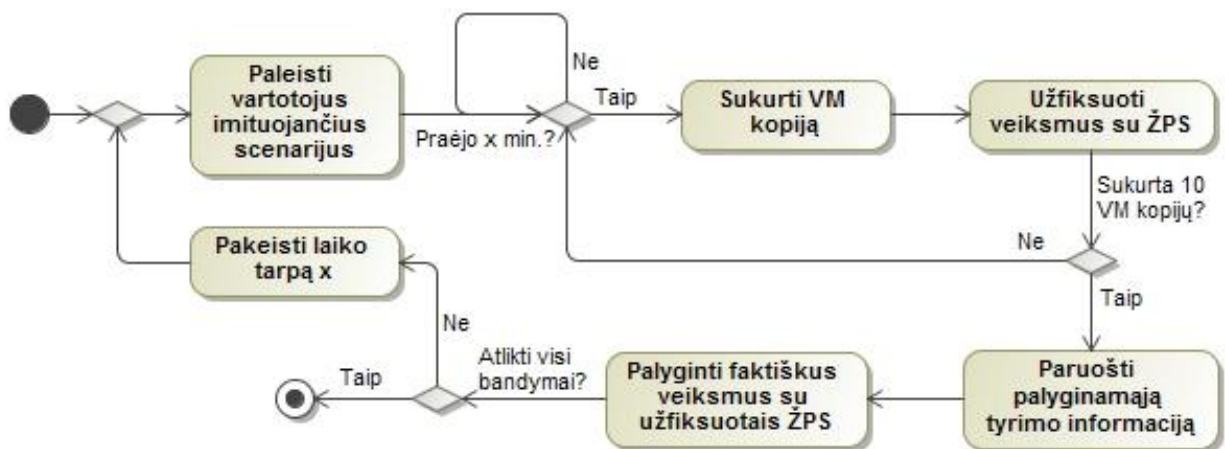 Paleisti
vartotojus
imituojančius
scenarijus
Praėjo x min.?
Ne
Taip
Sukurti VM
kopiją
Užfiksuoti
veiksmus su ŽPS
Sukurta 10
VM kopijų?
Ne
Taip
Paruošti
palyginamąją
tyrimo informaciją
Palyginti faktiškus
veiksmus su
užfiksuotais ŽPS
Atlikti visi
bandymai?
Taip
Ne
Pakeisti laiko
tarpą x